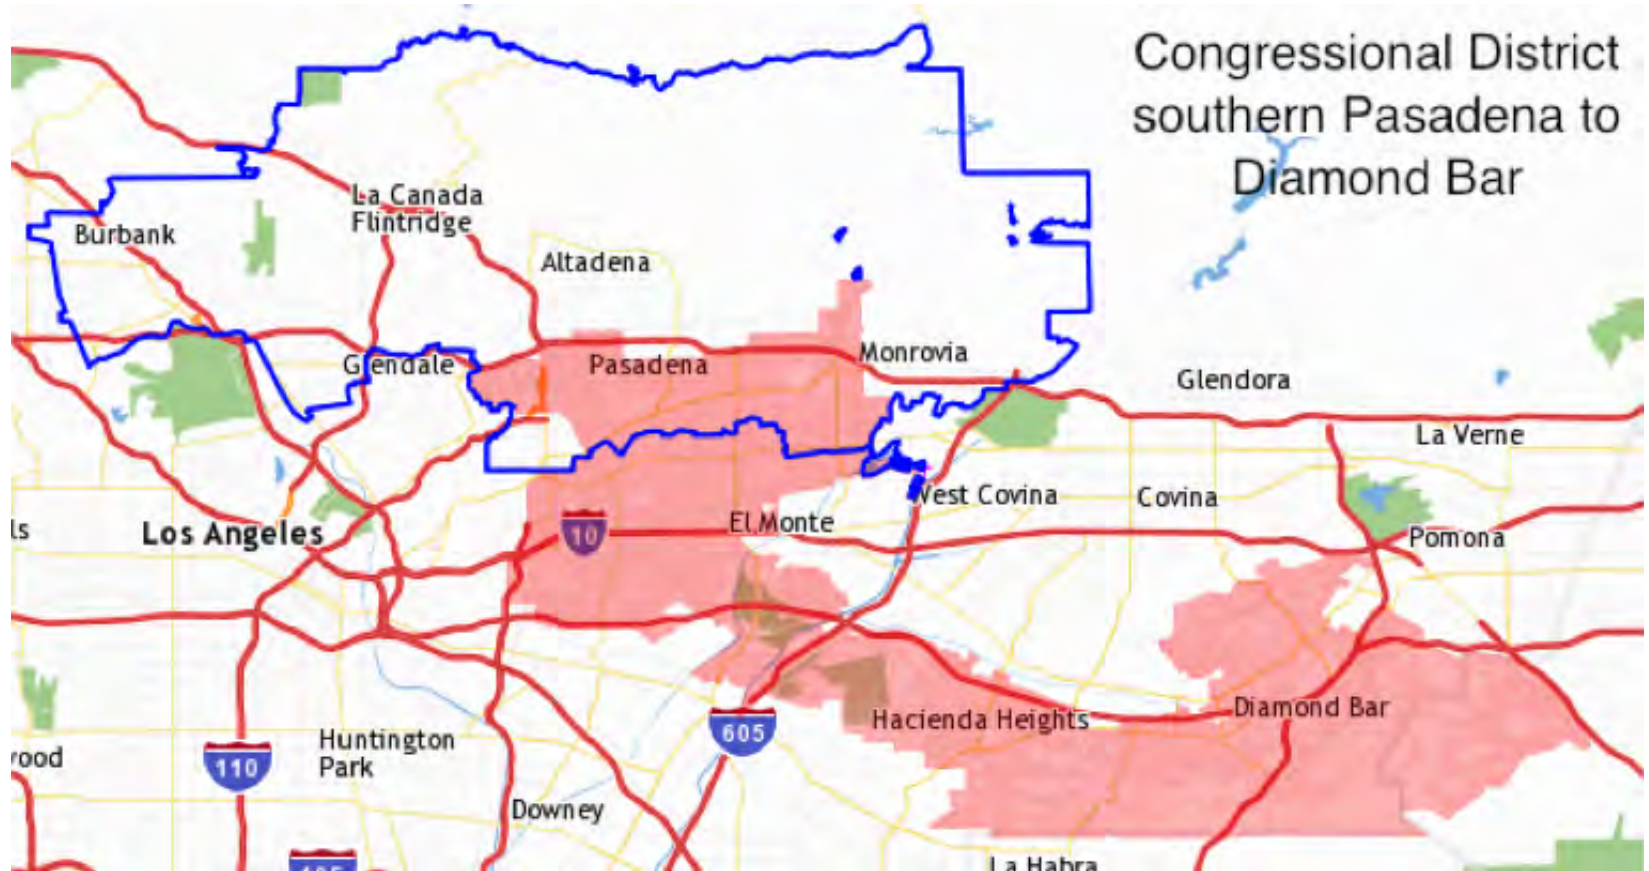 Congressional District
southern Pasadena to
Diamond Bar
La Canada
Flintridge
Burbank
Altadena
Glendale
Pasadena
Monrovia
Glendora
La Verne
West Covina
Covina
Los Angeles
El Monte
10
Pomona
ls
Hacienda Heights
Diamond Bar
605
Huntington
Park
110
wood
Downey
La Habra